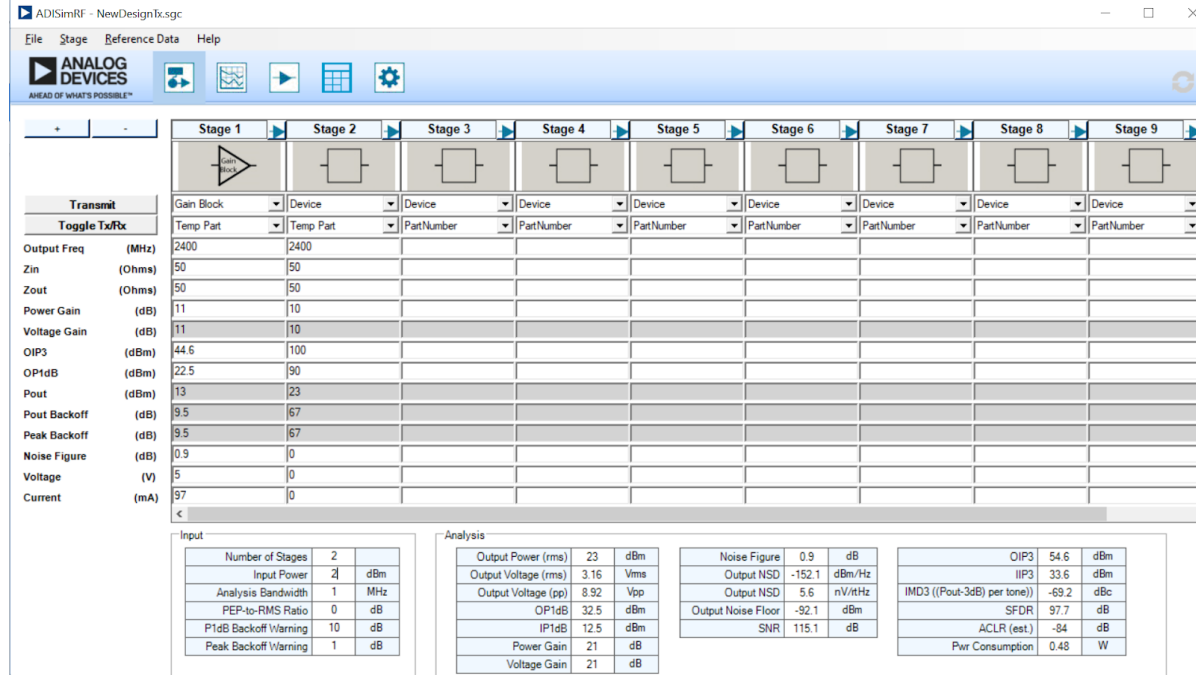 ADISimRF - NewDesignTx.sgc
File Stage Reference Data Help
ANALOG
DEVICES
AHEAD OF WHAT'S POSSIBLE™
+ - Stage 1 Stage 2 Stage 3 Stage 4 Stage 5 Stage 6 Stage 7 Stage 8 Stage 9
Gain
Block
Transmit Gain Block Device Device Device Device Device Device Device Device
Toggle Tx/Rx Temp Part Temp Part PartNumber PartNumber PartNumber PartNumber PartNumber PartNumber PartNumber
Output Freq (MHz) 2400 2400
Zin (Ohms) 50 50
Zout (Ohms) 50 50
Power Gain (dB) 11 10
Voltage Gain (dB) 11 10
OIP3 (dBm) 44.6 100
OP1dB (dBm) 22.5 90
Pout (dBm) 13 23
Pout Backoff (dB) 9.5 67
Peak Backoff (dB) 9.5 67
Noise Figure (dB) 0.9 0
Voltage (V) 5 0
Current (mA) 97 0
Input Analysis
Number of Stages 2 Output Power (rms) 23 dBm Noise Figure 0.9 dB OIP3 54.6 dBm
Input Power 2 dBm Output Voltage (rms) 3.16 Vrms Output NSD -152.1 dBm/Hz IIP3 33.6 dBm
Analysis Bandwidth 1 MHz Output Voltage (pp) 8.92 Vpp Output NSD 5.6 nV/rtHz IMD3 ((Pout-3dB) per tone)) -69.2 dBc
PEP-to-RMS Ratio 0 dB OP1dB 32.5 dBm Output Noise Floor -92.1 dBm SFDR 97.7 dB
P1dB Backoff Warning 10 dB IP1dB 12.5 dBm SNR 115.1 dB ACLR (est.) -84 dB
Peak Backoff Warning 1 dB Power Gain 21 dB Pwr Consumption 0.48 W
Voltage Gain 21 dB